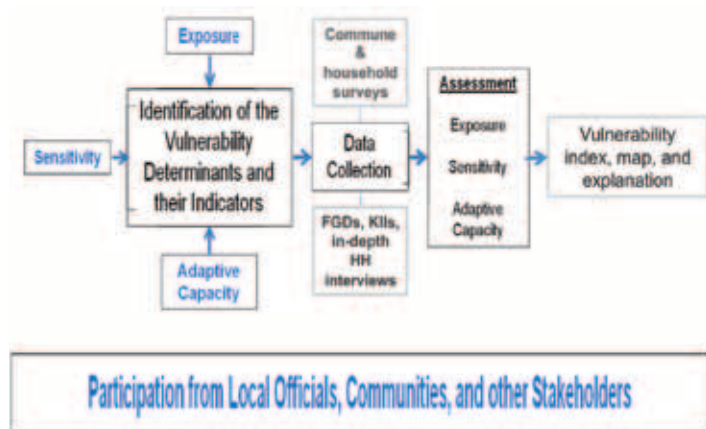 Exposure
Sensitivity
Identification of the
Vulnerability
Determinants and
their Indicators
Adaptive
Capacity
Commune
&
household
surveys
Data
Collection
FGDs, KIIs,
in-depth
HH
interviews
Assessment
Exposure
Sensitivity
Adaptive
Capacity
Vulnerability
index, map, and
explanation
Participation from Local Officials, Communities, and other Stakeholders